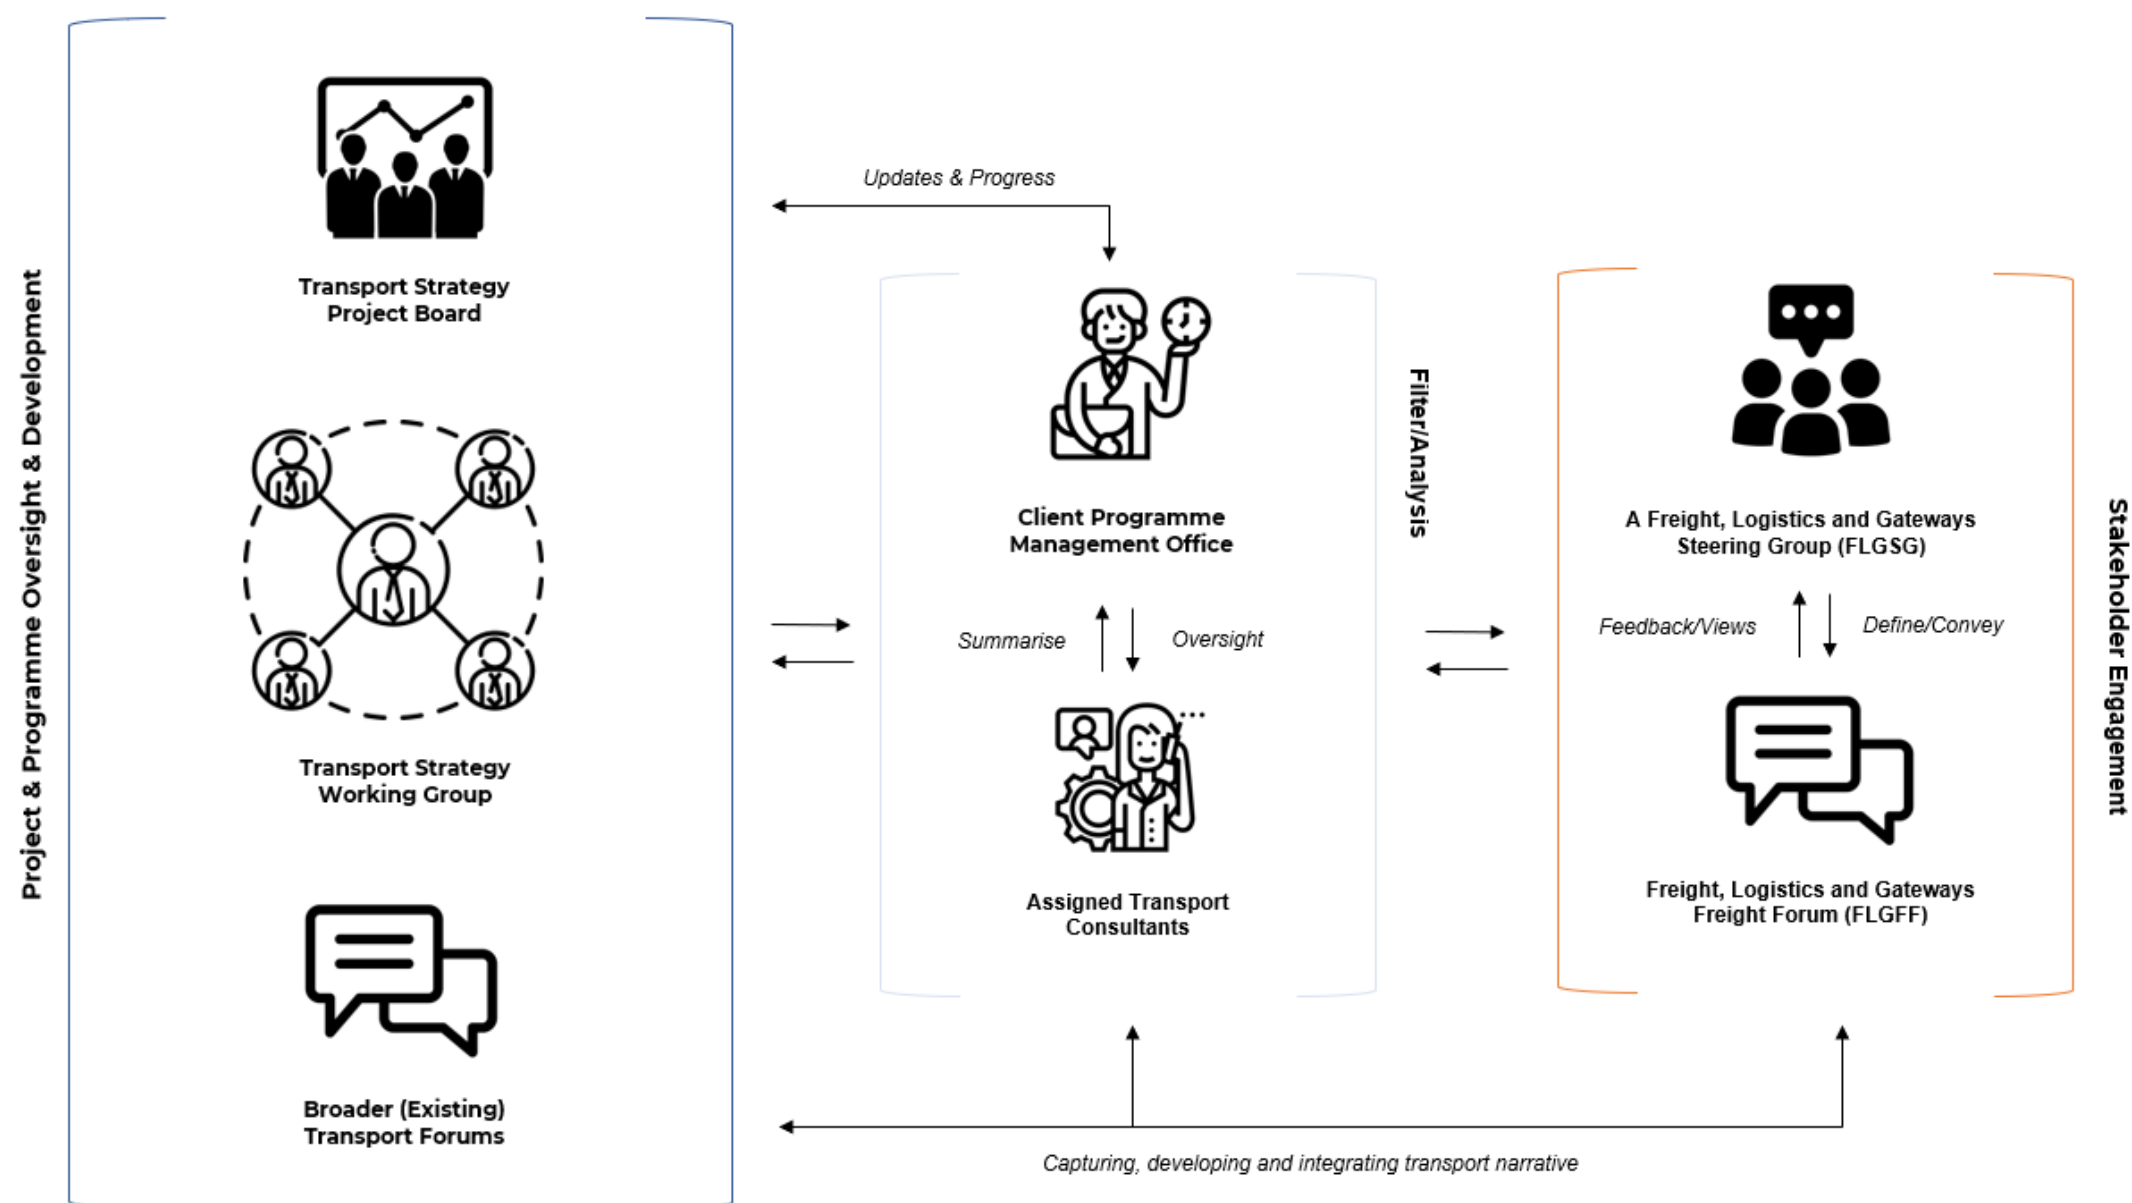 Project & Programme Oversight & Development
Transport Strategy
Project Board
Transport Strategy
Working Group
Broader (Existing)
Transport Forums
Updates & Progress
Client Programme
Management Office
Summarise
Oversight
Assigned Transport
Consultants
Filter/Analysis
A Freight, Logistics and Gateways
Steering Group (FLGSG)
Feedback/Views
Define/Convey
Freight, Logistics and Gateways
Freight Forum (FLGFF)
Stakeholder Engagement
Capturing, developing and integrating transport narrative